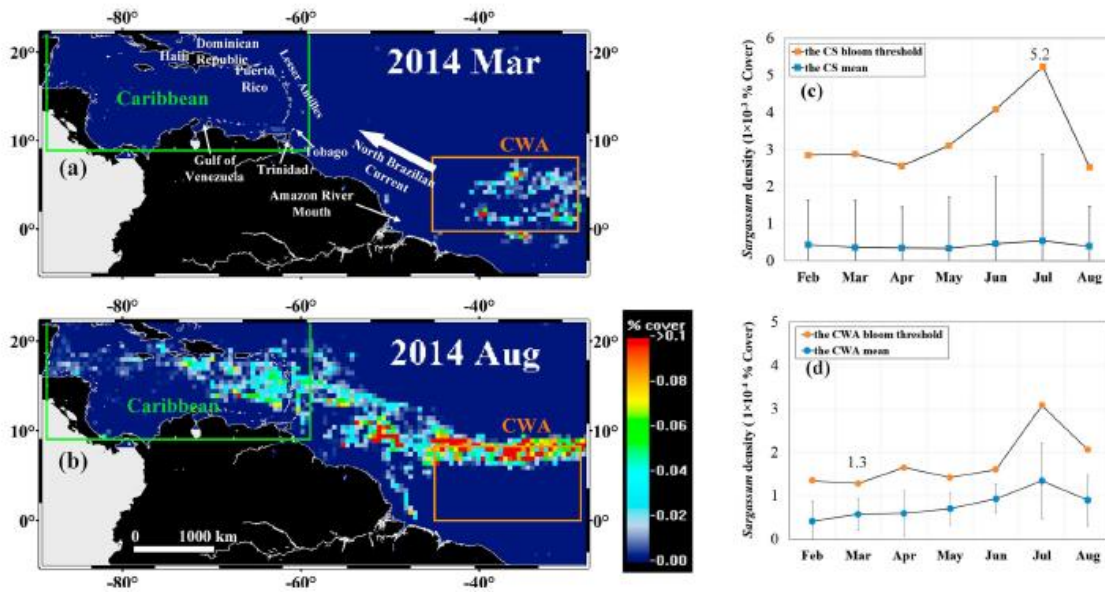 -80°
-60°
-40°
20°
10°
0°
2014 Mar
Haiti
Dominican
Republic
Puerto
Rico
Lesser Antilles
Caribbean
CWA
Gulf of
Venezuela
Tobago
Trinidad
North Brazilian
Current
Amazon River
Mouth
(a)
20°
10°
0°
-80°
-60°
-40°
20°
10°
0°
2014 Aug
Caribbean
CWA
(b)
0 1000 km
20°
10°
0°
-80°
-60°
-40°
% cover
>0.1
0.08
0.06
0.04
0.02
0.00
Sargassum density (1×10⁻³ % Cover)
6
5
4
3
2
1
0
the CS bloom threshold
the CS mean
(c)
5.2
Feb Mar Apr May Jun Jul Aug
Sargassum density ( 1×10⁻⁴ % Cover)
5
4
3
2
1
0
the CWA bloom threshold
the CWA mean
(d)
1.3
Feb Mar Apr May Jun Jul Aug